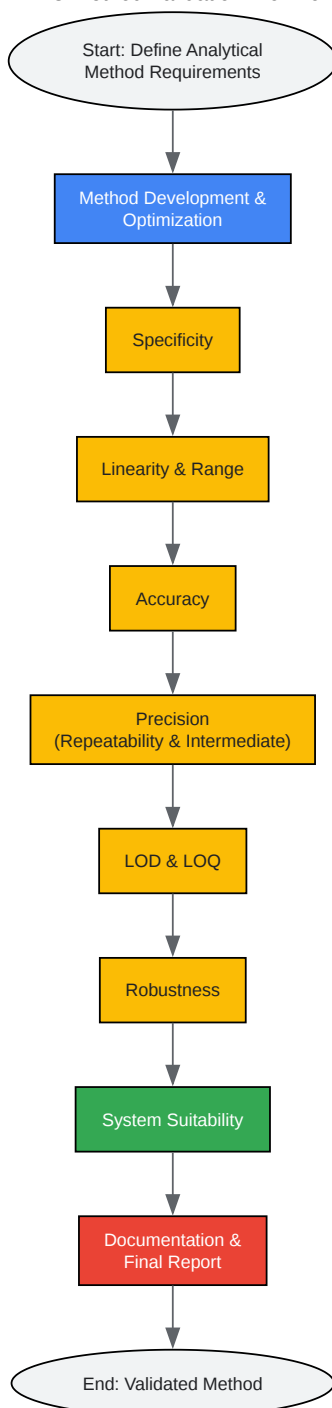 Start: Define Analytical
Method Requirements
Method Development &
Optimization
Specificity
Linearity & Range
Accuracy
Precision
(Repeatability & Intermediate)
LOD & LOQ
Robustness
System Suitability
Documentation &
Final Report
End: Validated Method